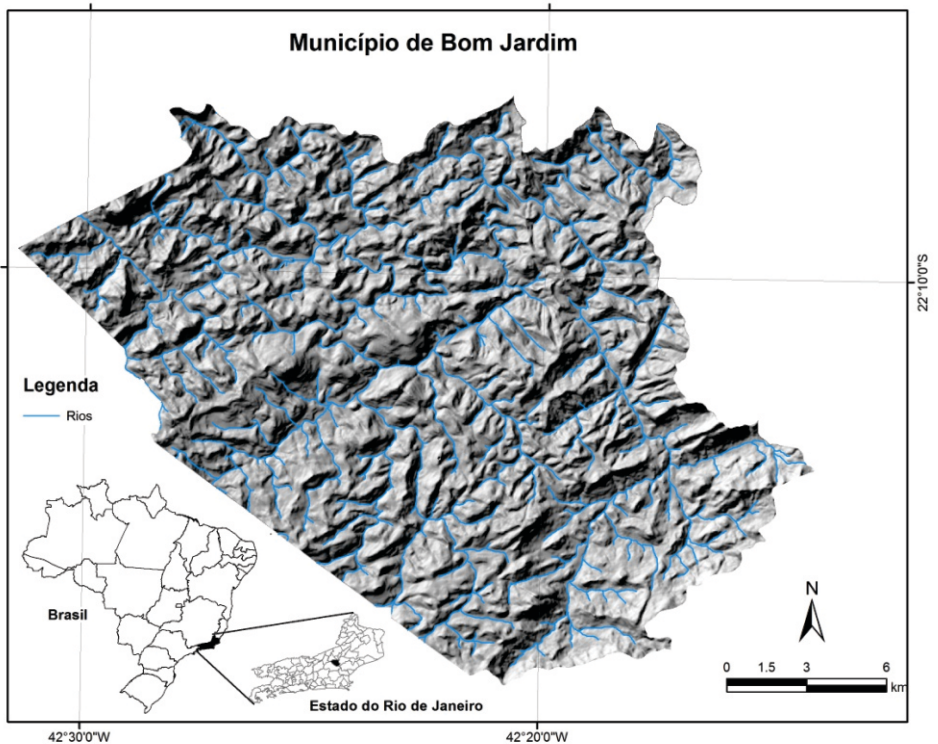 Município de Bom Jardim
22°10'0"S
Legenda
Rios
Brasil
N
0 1.5 3 6
km
Estado do Rio de Janeiro
42°30'0"W
42°20'0"W